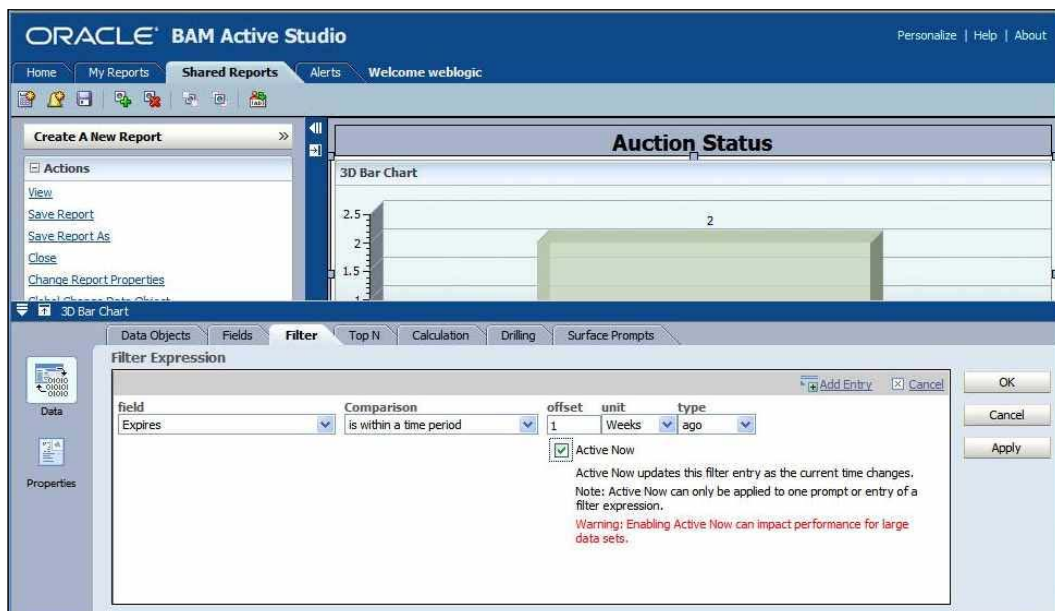 ORACLE BAM Active Studio
Personalize | Help | About
Home My Reports Shared Reports Alerts Welcome weblogic
Create A New Report »
Actions
View
Save Report
Save Report As
Close
Change Report Properties
Global Change Data Object
Auction Status
3D Bar Chart
2.5
2
2
1.5
1
3D Bar Chart
Data Objects Fields Filter Top N Calculation Drilling Surface Prompts
Filter Expression
Data
Properties
Add Entry Cancel
field Comparison offset unit type
Expires is within a time period 1 Weeks ago
Active Now
Active Now updates this filter entry as the current time changes.
Note: Active Now can only be applied to one prompt or entry of a
filter expression.
Warning: Enabling Active Now can impact performance for large
data sets.
OK
Cancel
Apply